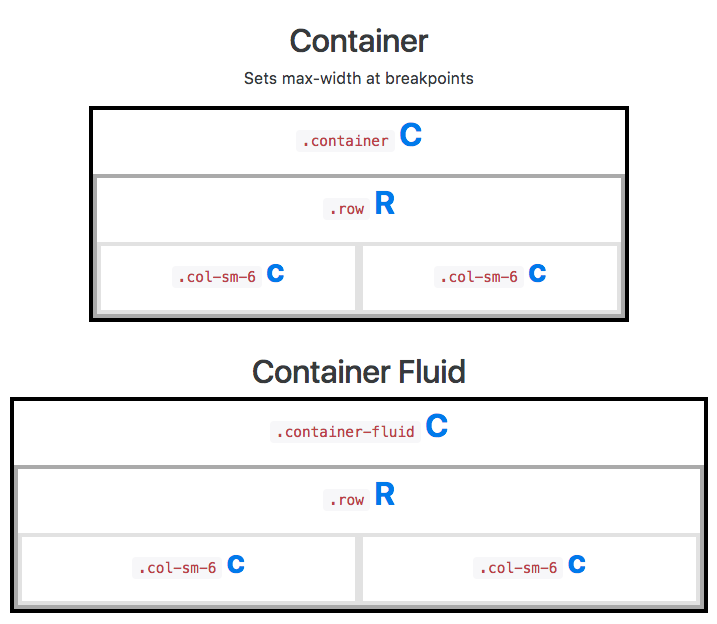 Container
Sets max-width at breakpoints
.container C
.row R
.col-sm-6 c .col-sm-6 c
Container Fluid
.container-fluid C
.row R
.col-sm-6 c .col-sm-6 c